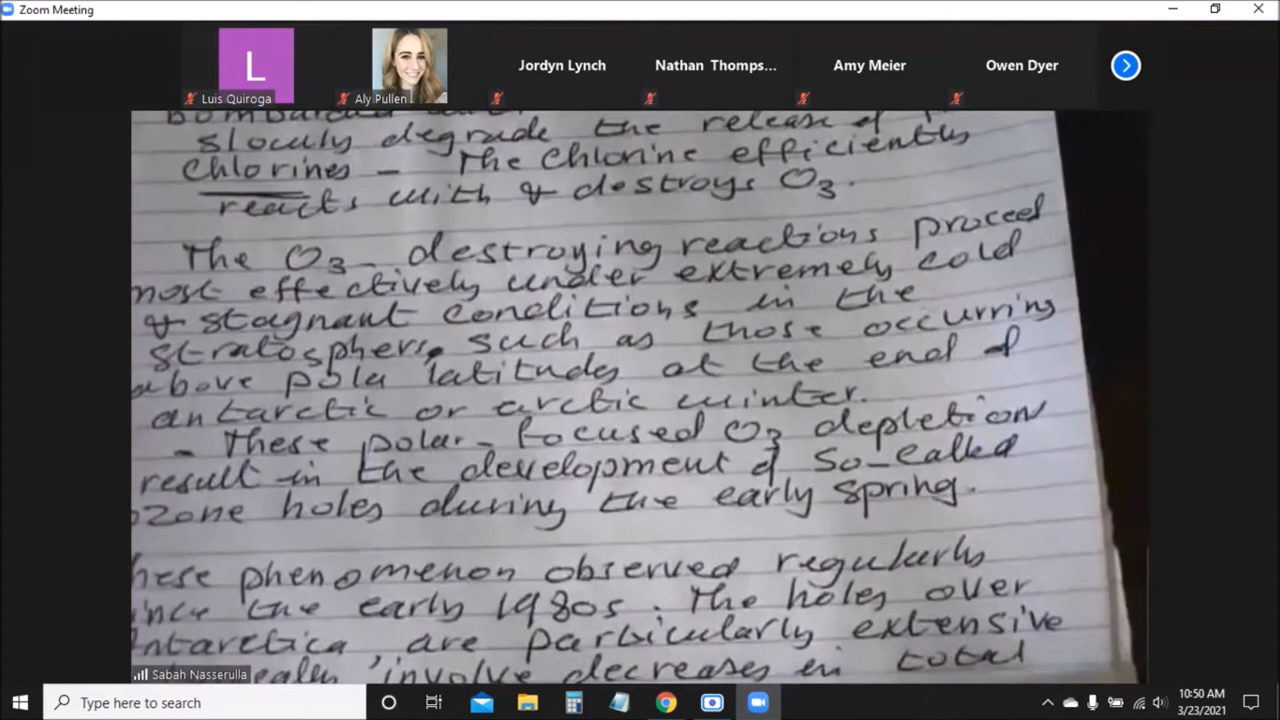 Zoom Meeting
L
Luis Quiroga
Aly Pullen
Jordyn Lynch
Nathan Thomps...
Amy Meier
Owen Dyer
slowly degrade the release of
Chlorines - The Chlorine efficiently
reacts with & destroys O3.
The O3 - destroying reactions proceed
most effectively under extremely cold
& stagnant conditions in the
stratosphere, such as those occurring
above pola latitudes at the end of
antarctic or arctic winter.
- These polar-focused O3 depletion
result in the development of so-called
ozone holes during the early spring.
hese phenomenon observed regularly
ince the early 1980s. The holes over
ntarctica are particularly extensive
involve decreases in total
Sabah Nasserulla
Type here to search
10:50 AM
3/23/2021